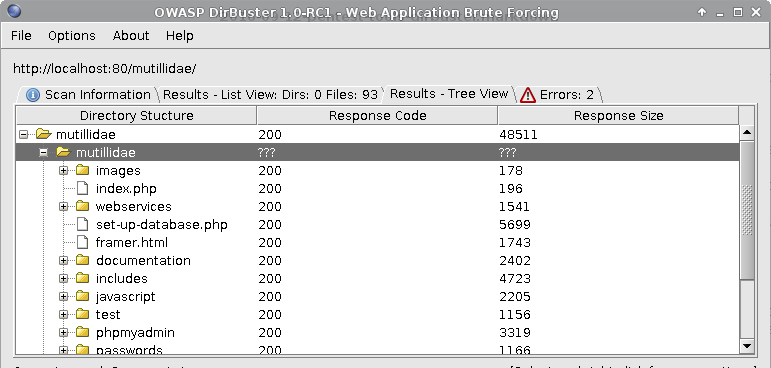 OWASP DirBuster 1.0-RC1 - Web Application Brute Forcing
File Options About Help
http://localhost:80/mutillidae/
Scan Information Results - List View: Dirs: 0 Files: 93 Results - Tree View Errors: 2
Directory Stucture Response Code Response Size
mutillidae 200 48511
mutillidae ??? ???
images 200 178
index.php 200 196
webservices 200 1541
set-up-database.php 200 5699
framer.html 200 1743
documentation 200 2402
includes 200 4723
javascript 200 2205
test 200 1156
phpmyadmin 200 3319
passwords 200 1166